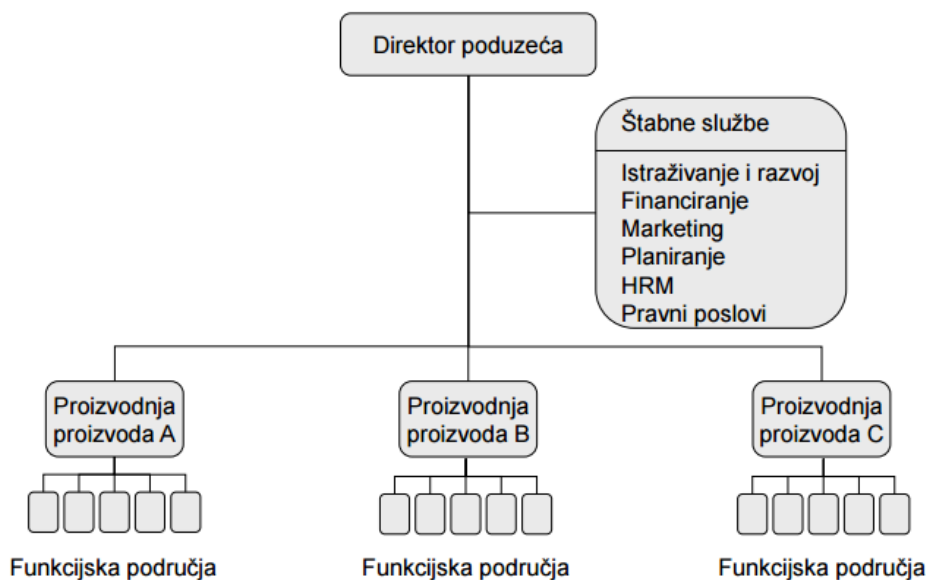 Direktor poduzeća
Štabne službe
Istraživanje i razvoj
Financiranje
Marketing
Planiranje
HRM
Pravni poslovi
Proizvodnja
proizvoda A
Proizvodnja
proizvoda B
Proizvodnja
proizvoda C
Funkcijska područja
Funkcijska područja
Funkcijska područja